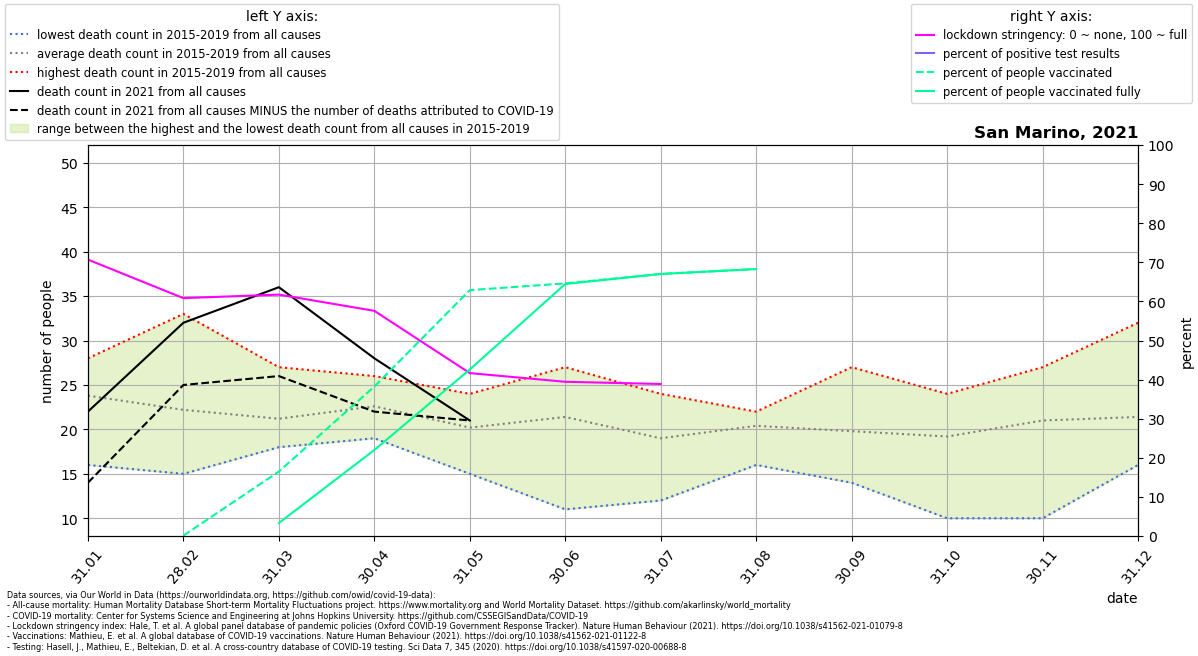 left Y axis:
lowest death count in 2015-2019 from all causes
average death count in 2015-2019 from all causes
highest death count in 2015-2019 from all causes
death count in 2021 from all causes
death count in 2021 from all causes MINUS the number of deaths attributed to COVID-19
range between the highest and the lowest death count from all causes in 2015-2019
right Y axis:
lockdown stringency: 0 ~ none, 100 ~ full
percent of positive test results
percent of people vaccinated
percent of people vaccinated fully
San Marino, 2021
number of people
50
45
40
35
30
25
20
15
10
100
90
80
70
60
50
40
30
20
10
0
percent
31.01
28.02
31.03
30.04
31.05
30.06
31.07
31.08
30.09
31.10
30.11
31.12
date
Data sources, via Our World in Data (https://ourworldindata.org, https://github.com/owid/covid-19-data):
- All-cause mortality: Human Mortality Database Short-term Mortality Fluctuations project. https://www.mortality.org and World Mortality Dataset. https://github.com/akarlinsky/world_mortality
- COVID-19 mortality: Center for Systems Science and Engineering at Johns Hopkins University. https://github.com/CSSEGISandData/COVID-19
- Lockdown stringency index: Hale, T. et al. A global panel database of pandemic policies (Oxford COVID-19 Government Response Tracker). Nature Human Behaviour (2021). https://doi.org/10.1038/s41562-021-01079-8
- Vaccinations: Mathieu, E. et al. A global database of COVID-19 vaccinations. Nature Human Behaviour (2021). https://doi.org/10.1038/s41562-021-01122-8
- Testing: Hasell, J., Mathieu, E., Beltekian, D. et al. A cross-country database of COVID-19 testing. Sci Data 7, 345 (2020). https://doi.org/10.1038/s41597-020-00688-8